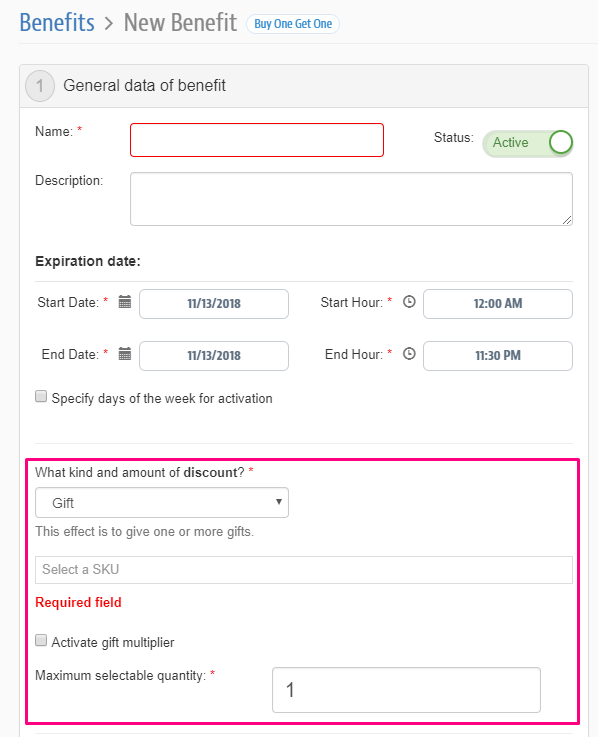 Benefits > New Benefit Buy One Get One
1 General data of benefit
Name: * Status: Active
Description:
Expiration date:
Start Date: * 11/13/2018 Start Hour: * 12:00 AM
End Date: * 11/13/2018 End Hour: * 11:30 PM
Specify days of the week for activation
What kind and amount of discount? *
Gift
This effect is to give one or more gifts.
Select a SKU
Required field
Activate gift multiplier
Maximum selectable quantity: * 1